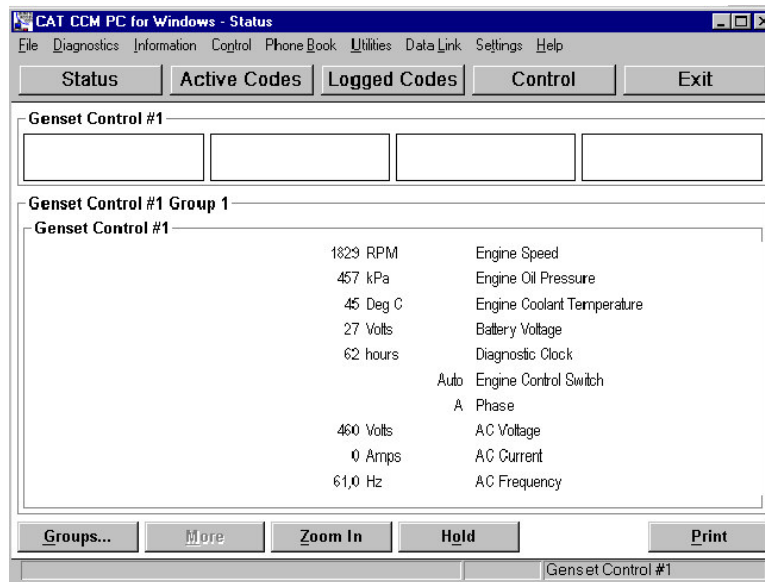 CAT CCM PC for Windows - Status
File Diagnostics Information Control Phone Book Utilities Data Link Settings Help
Status Active Codes Logged Codes Control Exit
Genset Control #1
Genset Control #1 Group 1
Genset Control #1
1829 RPM Engine Speed
457 kPa Engine Oil Pressure
45 Deg C Engine Coolant Temperature
27 Volts Battery Voltage
62 hours Diagnostic Clock
Auto Engine Control Switch
A Phase
460 Volts AC Voltage
0 Amps AC Current
61,0 Hz AC Frequency
Groups... More Zoom In Hold Print
Genset Control #1